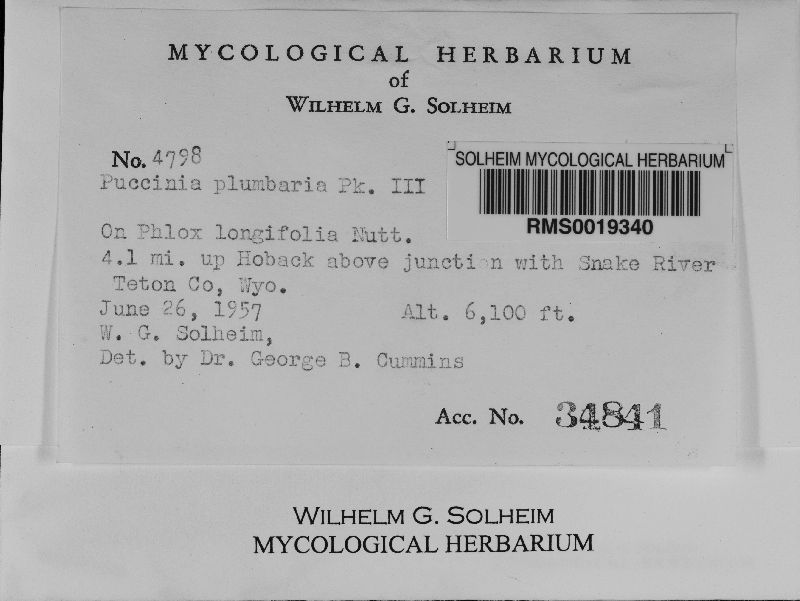 MYCOLOGICAL HERBARIUM
of
WILHELM G. SOLHEIM
No. 4798
Puccinia plumbaria Pk. III
SOLHEIM MYCOLOGICAL HERBARIUM
RMS0019340
On Phlox longifolia Nutt.
4.1 mi. up Hoback above junction with Snake River
Teton Co, Wyo.
June 26, 1957 Alt. 6,100 ft.
W. G. Solheim,
Det. by Dr. George B. Cummins
Acc. No. 34841
WILHELM G. SOLHEIM
MYCOLOGICAL HERBARIUM